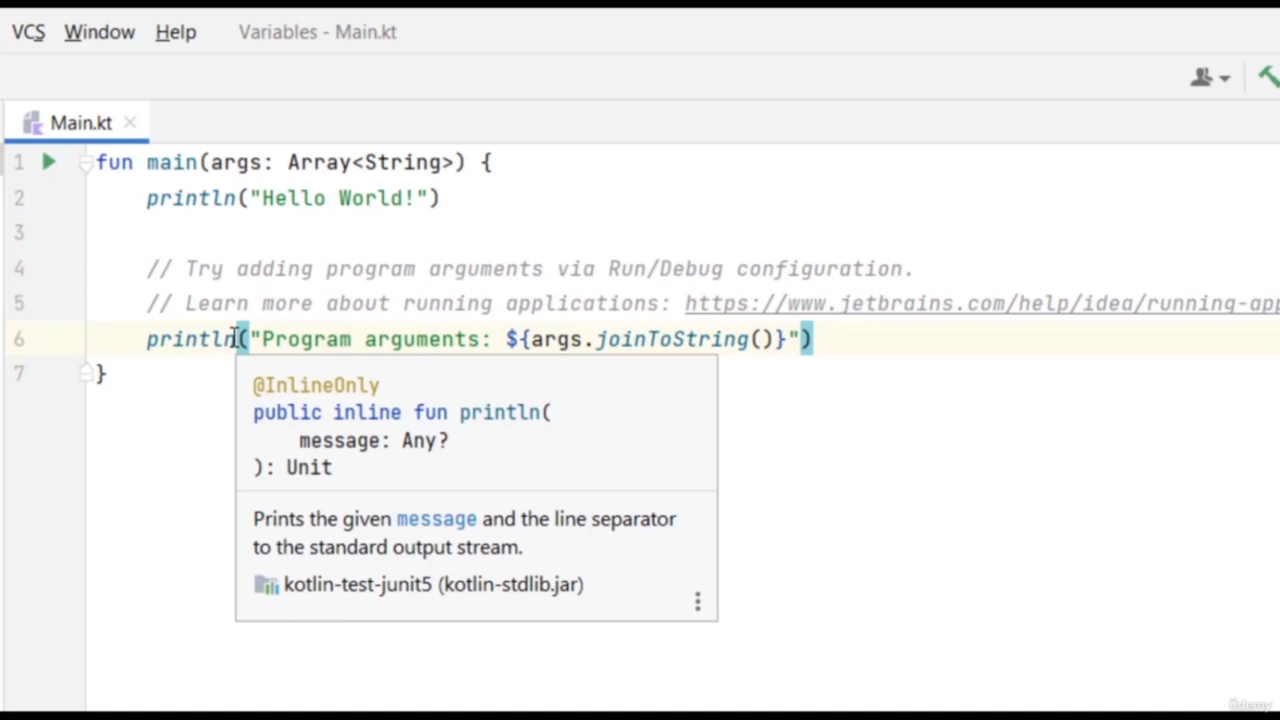 VCS Window Help Variables - Main.kt
Main.kt
1 fun main(args: Array<String>) {
2 println("Hello World!")
3
4 // Try adding program arguments via Run/Debug configuration.
5 // Learn more about running applications: https://www.jetbrains.com/help/idea/running-app
6 println("Program arguments: ${args.joinToString()}")
7 }
@InlineOnly
public inline fun println(
message: Any?
): Unit
Prints the given message and the line separator
to the standard output stream.
kotlin-test-junit5 (kotlin-stdlib.jar)
ûdemy